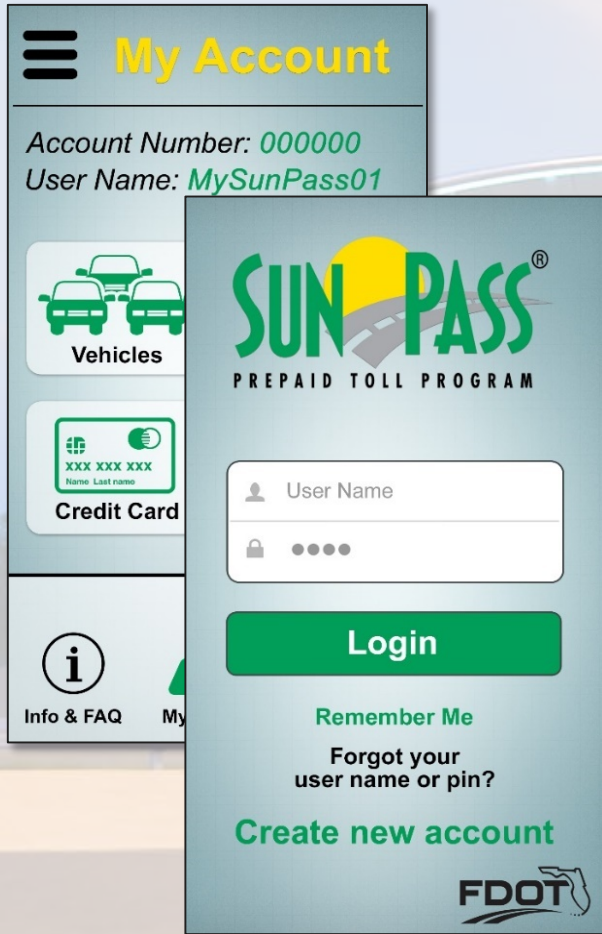 My Account
Account Number: 000000
User Name: MySunPass01
Vehicles
XXX XXX XXX
Name Last name
Credit Card
Info & FAQ
My
SUN PASS®
PREPAID TOLL PROGRAM
User Name
Login
Remember Me
Forgot your
user name or pin?
Create new account
FDOT